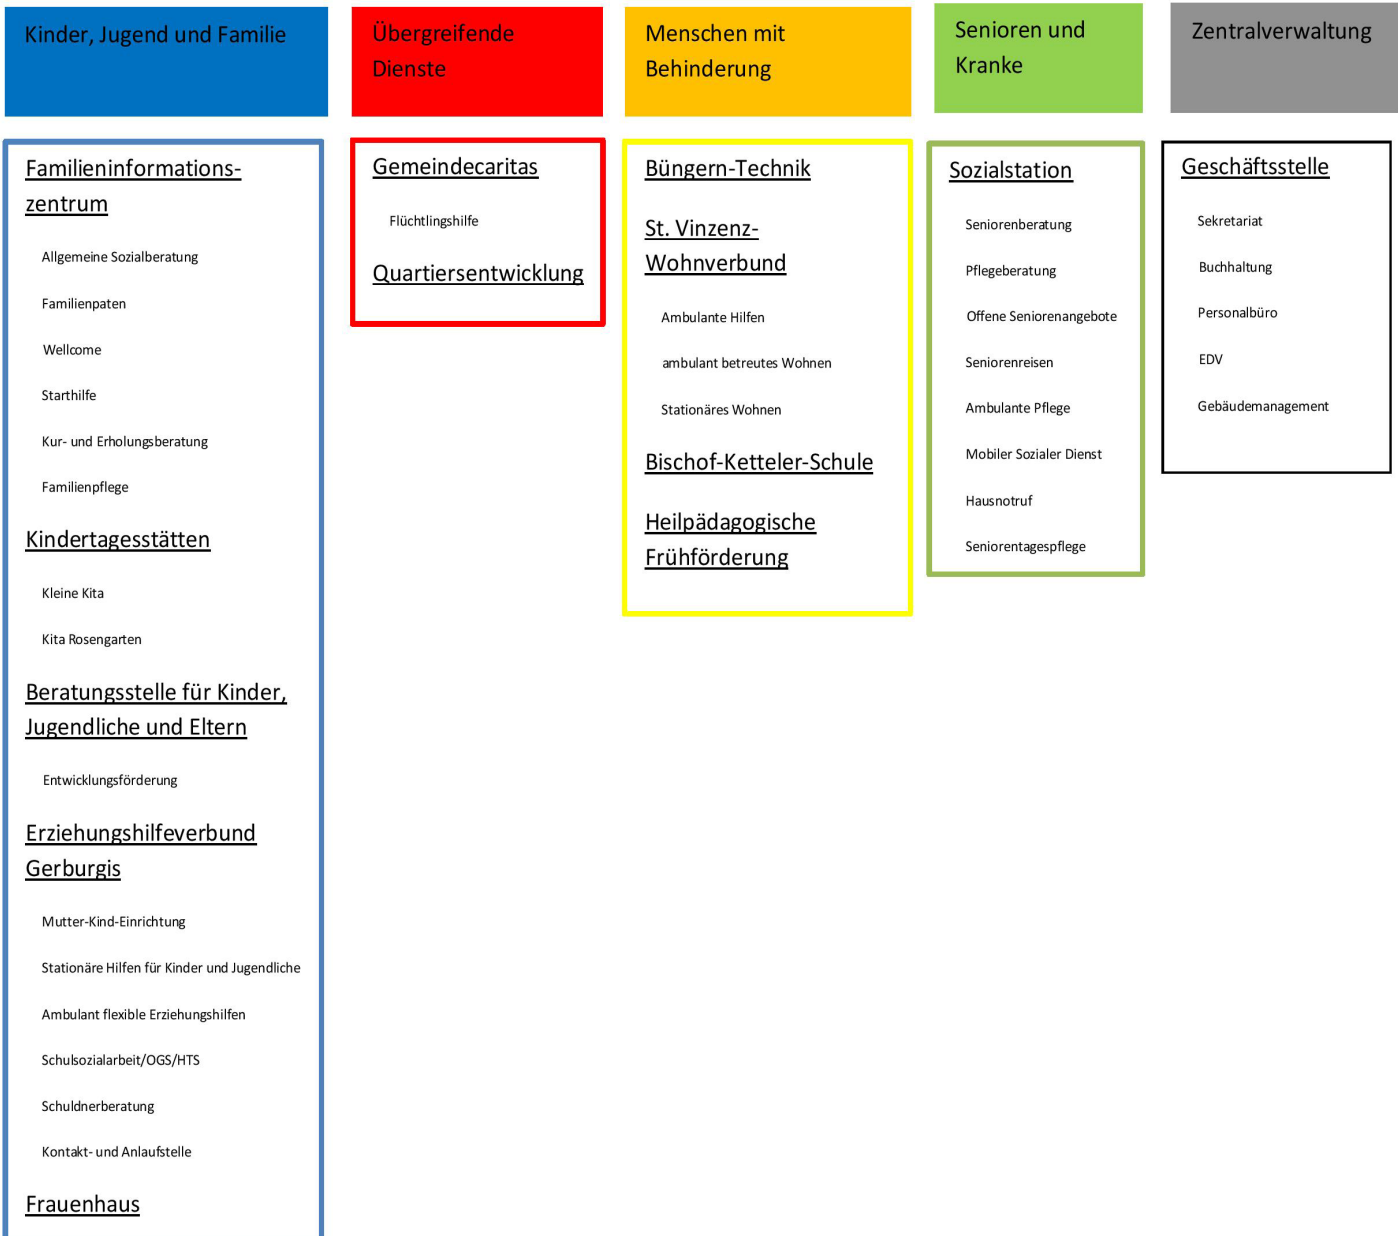 Kinder, Jugend und Familie
Familieninformations-
zentrum
Allgemeine Sozialberatung
Familienpaten
Wellcome
Starthilfe
Kur- und Erholungsberatung
Familienpflege
Kindertagesstätten
Kleine Kita
Kita Rosengarten
Beratungsstelle für Kinder,
Jugendliche und Eltern
Entwicklungsförderung
Erziehungshilfeverbund
Gerburgis
Mutter-Kind-Einrichtung
Stationäre Hilfen für Kinder und Jugendliche
Ambulant flexible Erziehungshilfen
Schulsozialarbeit/OGS/HTS
Schuldnerberatung
Kontakt- und Anlaufstelle
Frauenhaus
Übergreifende
Dienste
Gemeindecaritas
Flüchtlingshilfe
Quartiersentwicklung
Menschen mit
Behinderung
Büngern-Technik
St. Vinzenz-
Wohnverbund
Ambulante Hilfen
ambulant betreutes Wohnen
Stationäres Wohnen
Bischof-Ketteler-Schule
Heilpädagogische
Frühförderung
Senioren und
Kranke
Sozialstation
Seniorenberatung
Pflegeberatung
Offene Seniorenangebote
Seniorenreisen
Ambulante Pflege
Mobiler Sozialer Dienst
Hausnotruf
Seniorentagespflege
Zentralverwaltung
Geschäftsstelle
Sekretariat
Buchhaltung
Personalbüro
EDV
Gebäudemanagement